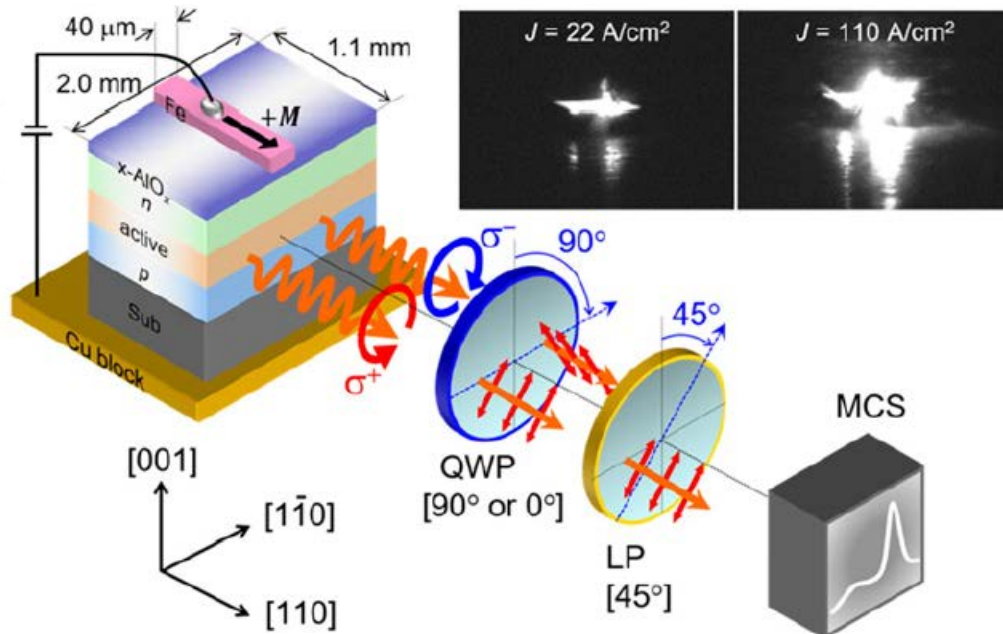 40 μm
2.0 mm
1.1 mm
Fe
+M
x-AlOₓ
n
active
p
Sub
Cu block
J = 22 A/cm²
J = 110 A/cm²
σ⁻
σ⁺
90°
45°
QWP
[90° or 0°]
LP
[45°]
MCS
[001]
[11̄0]
[110]